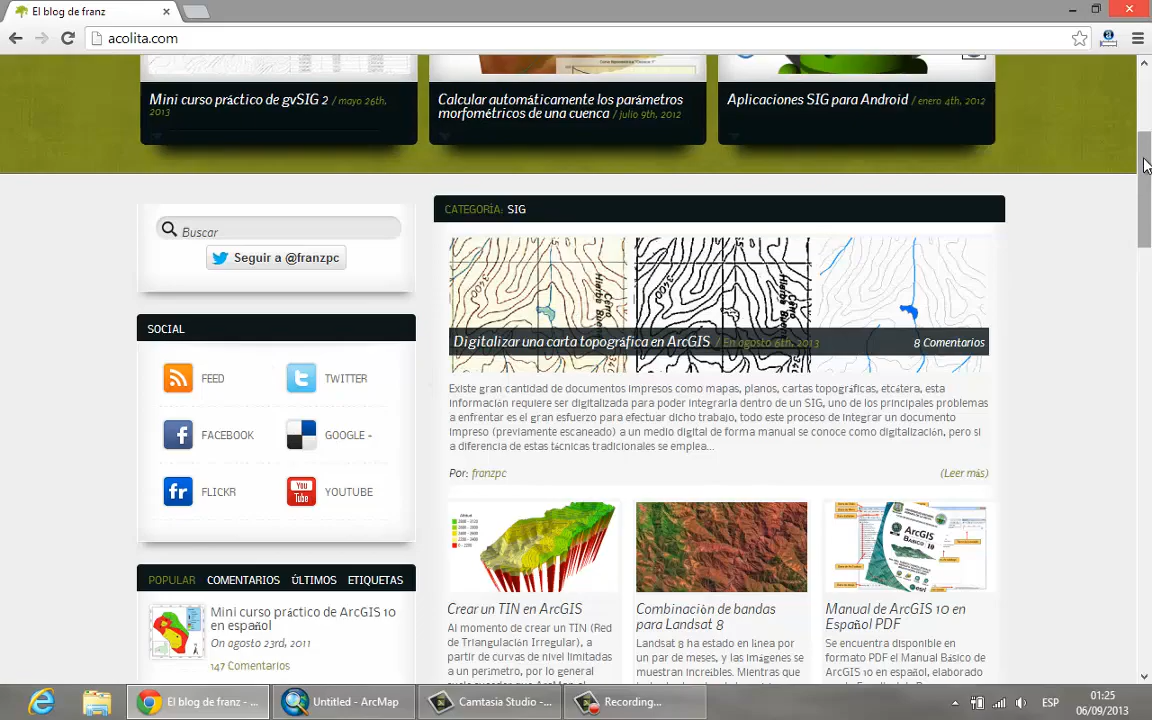 El blog de franz
acolita.com
Mini curso práctico de gvSIG 2 / mayo 26th,
2013
Calcular automáticamente los parámetros
morfométricos de una cuenca / julio 9th, 2012
Aplicaciones SIG para Android / enero 4th, 2012
Buscar
Seguir a @franzpc
SOCIAL
FEED
TWITTER
FACEBOOK
GOOGLE -
FLICKR
YOUTUBE
POPULAR COMENTARIOS ÚLTIMOS ETIQUETAS
Mini curso práctico de ArcGIS 10
en español
On agosto 23rd, 2011
147 Comentarios
CATEGORÍA: SIG
3400
Cerro
Hierba Buena
3400
Cerro
Hierba Buena
Digitalizar una carta topográfica en ArcGIS / En agosto 6th, 2013
8 Comentarios
Existe gran cantidad de documentos impresos como mapas, planos, cartas topográficas, etcétera, esta
información requiere ser digitalizada para poder integrarla dentro de un SIG, uno de los principales problemas
a enfrentar es el gran esfuerzo para efectuar dicho trabajo, todo este proceso de integrar un documento
impreso (previamente escaneado) a un medio digital de forma manual se conoce como digitalización, pero si
a diferencia de estas técnicas tradicionales se emplea...
Por: franzpc
(Leer más)
ArcGIS
Básico 10
Crear un TIN en ArcGIS
Al momento de crear un TIN (Red
de Triangulación Irregular), a
partir de curvas de nivel limitadas
a un perímetro, por lo general
Combinación de bandas
para Landsat 8
Landsat 8 ha estado en línea por
un par de meses, y las imágenes se
muestran increíbles. Mientras que
Manual de ArcGIS 10 en
Español PDF
Se encuentra disponible en
formato PDF el Manual Básico de
ArcGIS 10 en español, elaborado
El blog de franz - ...
Untitled - ArcMap
Camtasia Studio -...
Recording...
ESP
01:25
06/09/2013